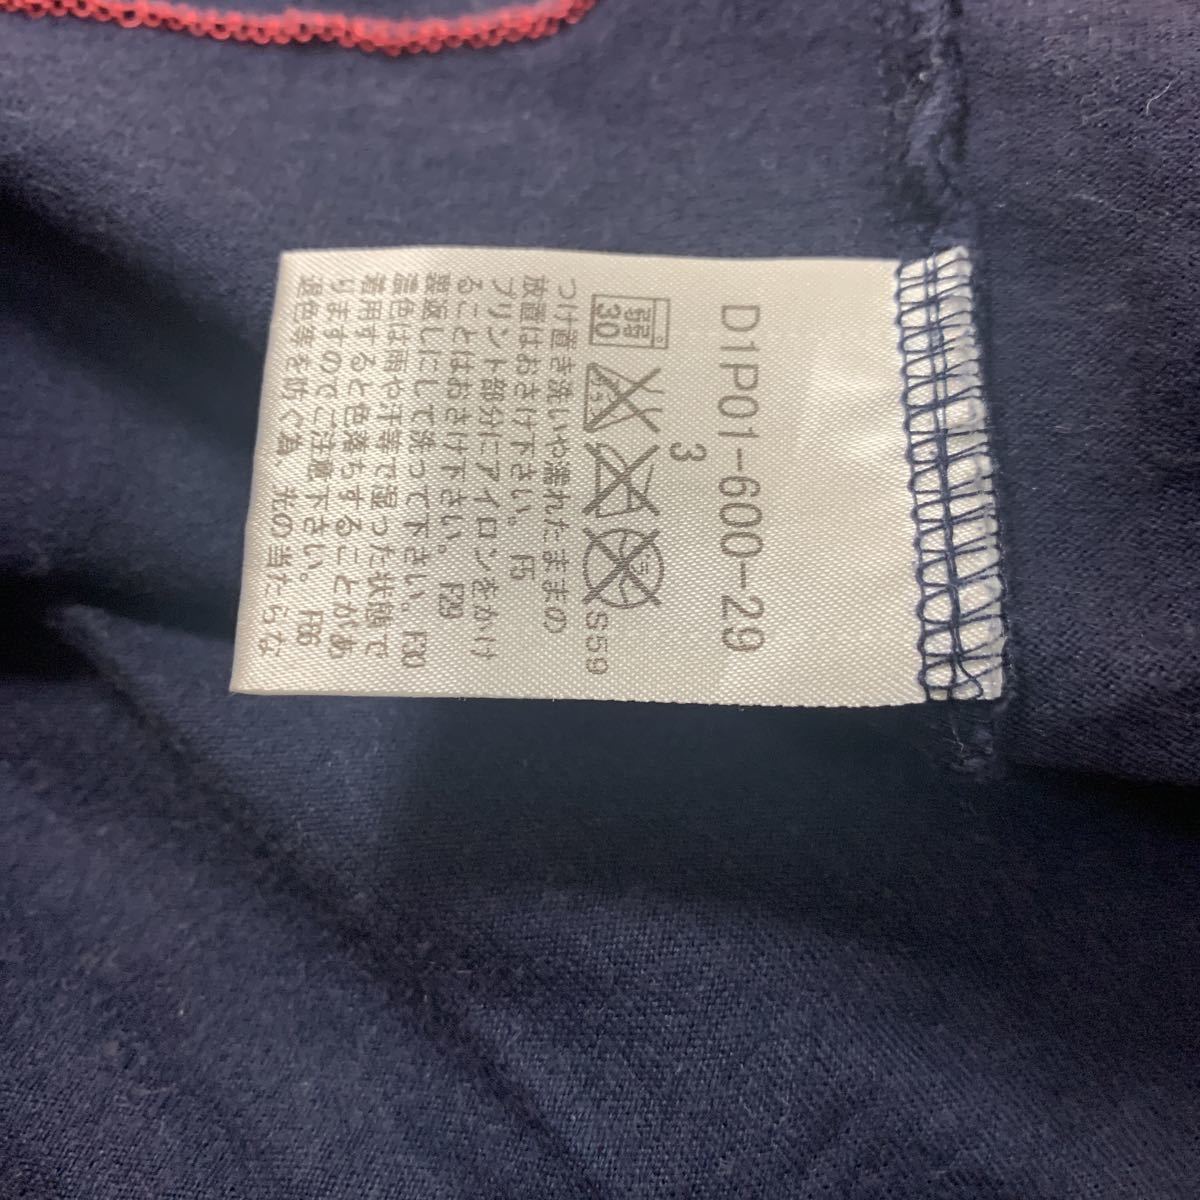 D1P01-600-29
3
30
S59
つけ直き洗いや濡れたままの
放置はおさけ下さい。 F5
プリント部分にアイロンをかけ
ることはおさけ下さい。 F29
裏返しにして洗って下さい。F30
濃色は雨や汗等で湿った状態で
着用すると色落ちすることがあ
りますのでご注意下さい。 F86
退色等を防ぐ為、光の当たらな